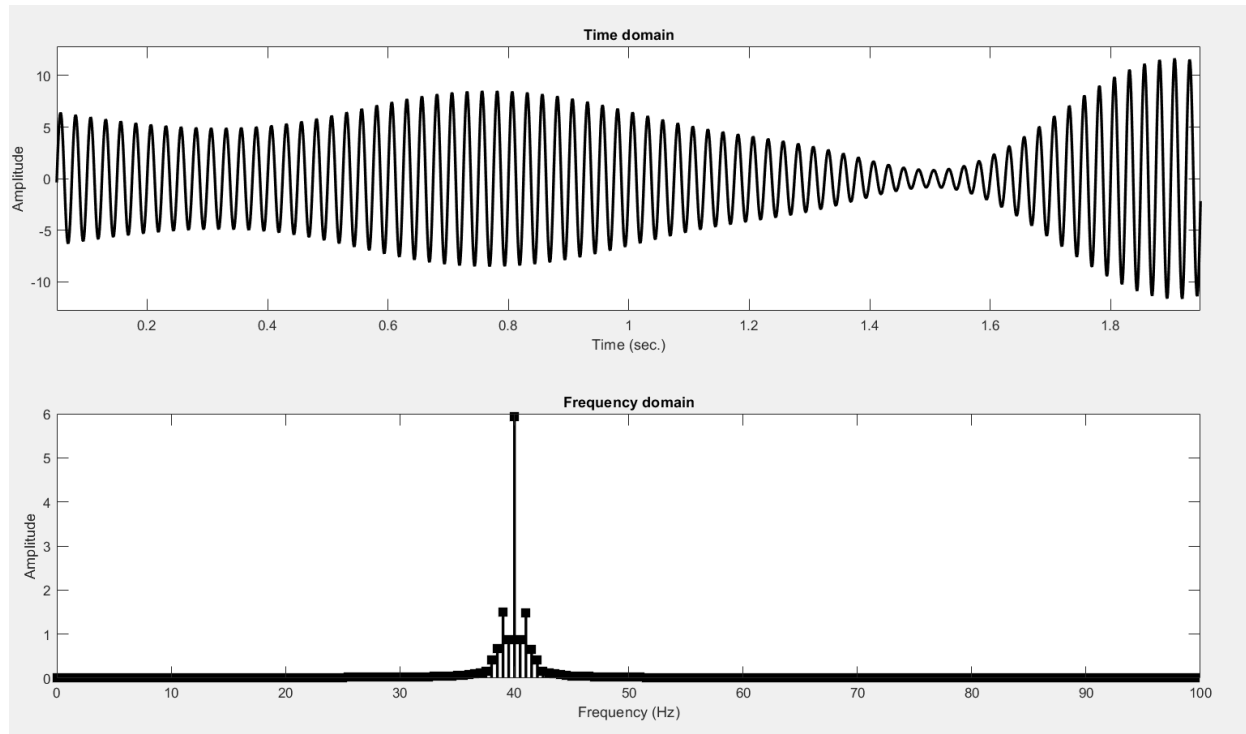 Time domain
10
5
0
-5
-10
Amplitude
0.2 0.4 0.6 0.8 1 1.2 1.4 1.6 1.8
Time (sec.)
Frequency domain
6
5
4
3
2
1
0
Amplitude
0 10 20 30 40 50 60 70 80 90 100
Frequency (Hz)